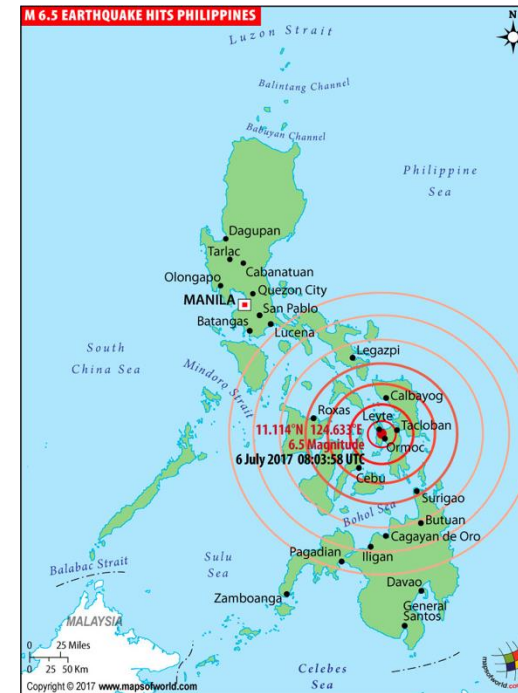 M 6.5 EARTHQUAKE HITS PHILIPPINES
N
Luzon Strait
Balintang Channel
Babuyan Channel
Philippine
Sea
Dagupan
Tarlac
Cabanatuan
Olongapo
Quezon City
MANILA
San Pablo
Batangas
Lucena
South
China Sea
Mindoro Strait
Legazpi
Calbayog
Roxas
Leyte
11.114°N 124.633°E
Tacloban
6.5 Magnitude
Ormoc
6 July 2017 08:03:58 UTC
Cebu
Surigao
Bohol Sea
Butuan
Cagayan de Oro
Sulu
Sea
Pagadian
Iligan
Balabac Strait
Davao
Zamboanga
General
Santos
MALAYSIA
0 25 Miles
0 25 50 Km
Celebes
Sea
Copyright © 2017 www.mapsofworld.com
mapsofworld.com